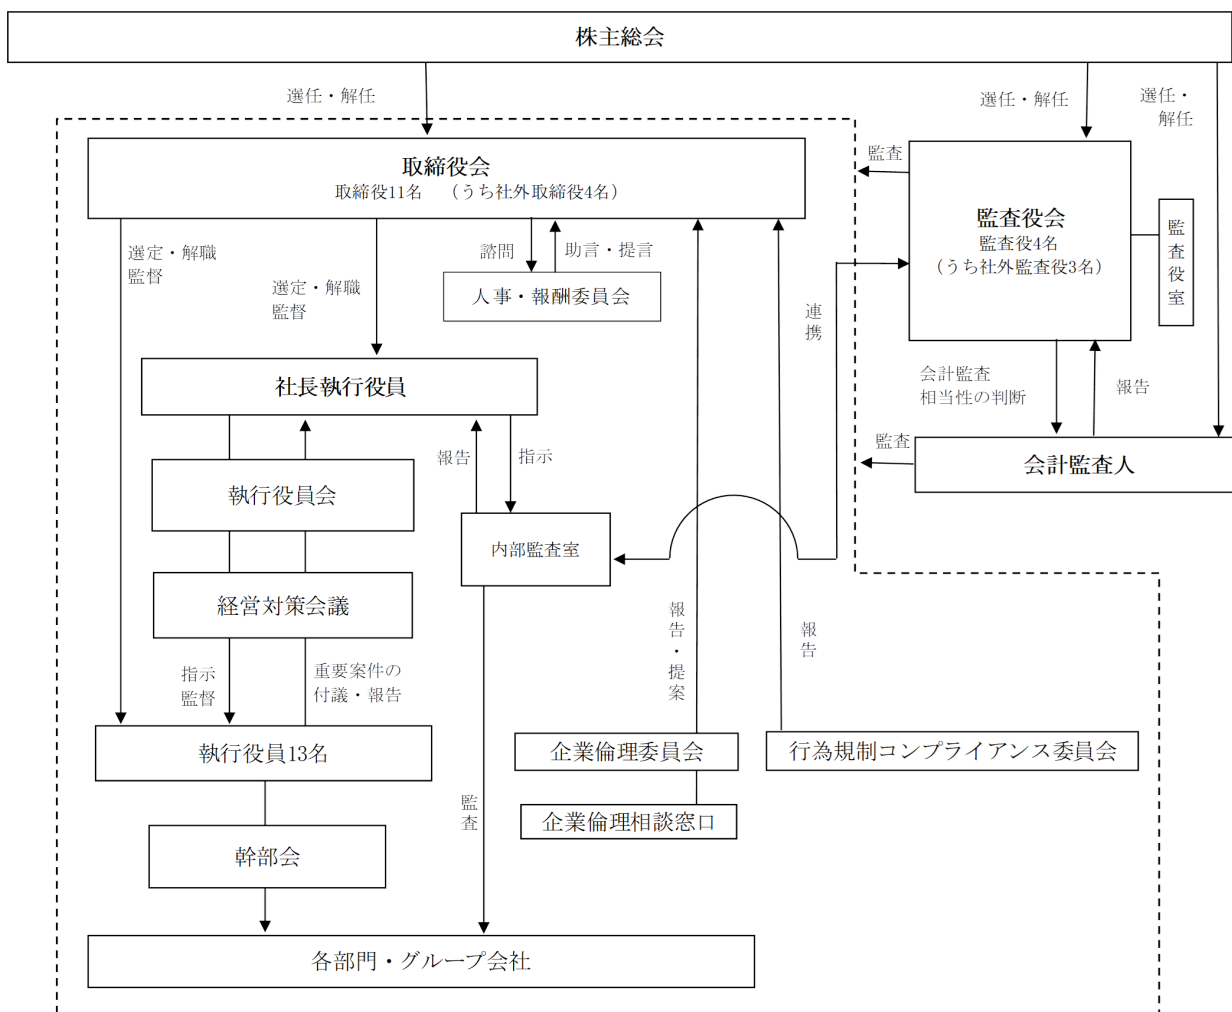 株主総会
選任・解任
選任・解任
選任・
解任
取締役会
取締役11名　（うち社外取締役4名）
監査
監査役会
監査役4名
（うち社外監査役3名）
監査役室
選定・解職
監督
選定・解職
監督
諮問
助言・提言
人事・報酬委員会
連携
社長執行役員
会計監査
相当性の判断
報告
監査
会計監査人
報告
指示
執行役員会
内部監査室
経営対策会議
指示
監督
重要案件の
付議・報告
報告・提案
報告
執行役員13名
企業倫理委員会
行為規制コンプライアンス委員会
監査
企業倫理相談窓口
幹部会
各部門・グループ会社